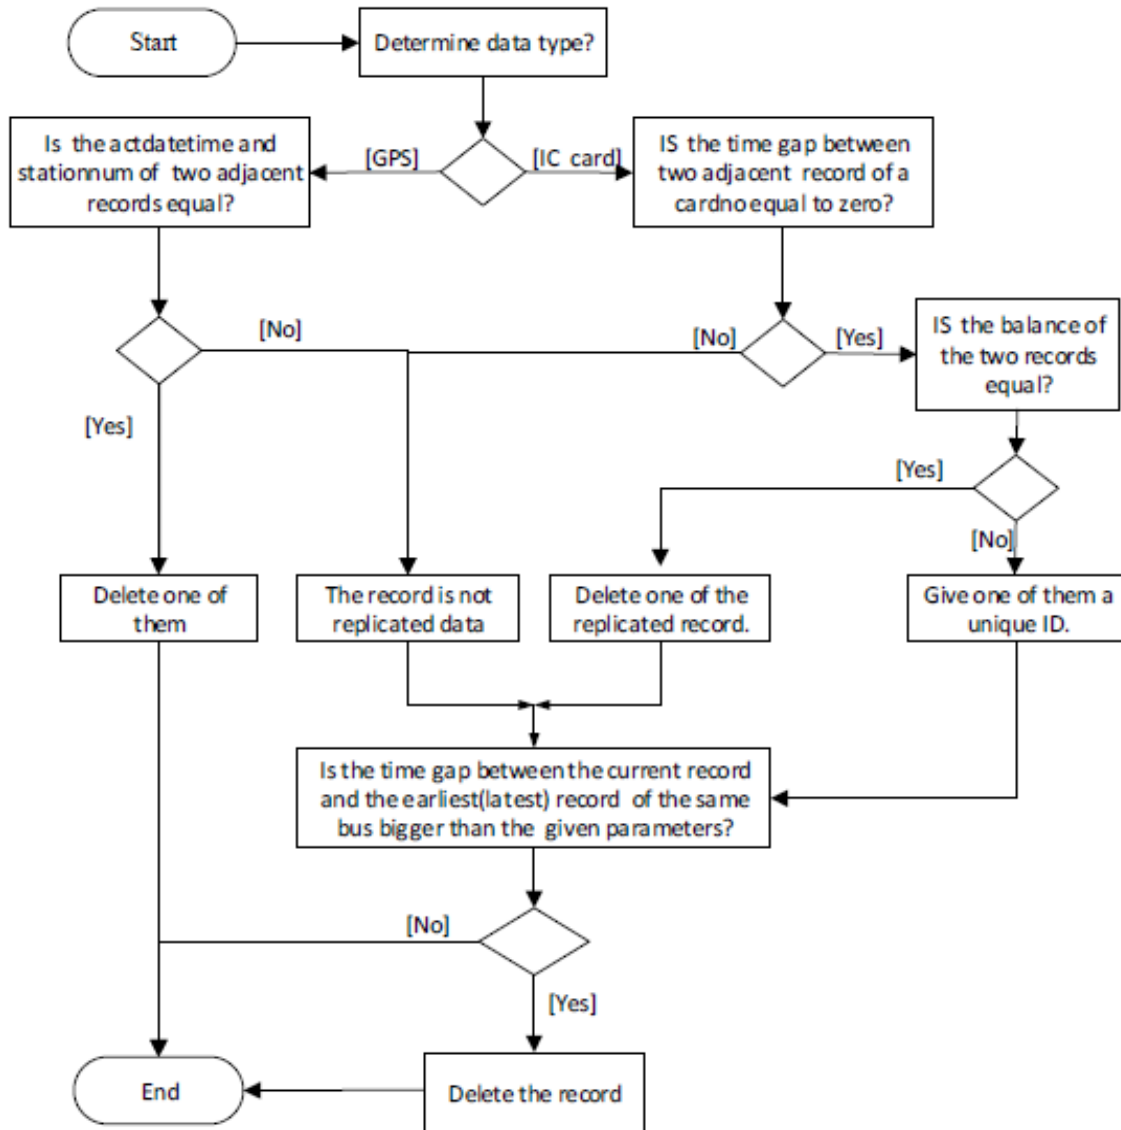 Start
Determine data type?
Is the actdatetime and
stationnum of two adjacent
records equal?
[GPS]
[IC card]
IS the time gap between
two adjacent record of a
cardno equal to zero?
[No]
[No]
[Yes]
IS the balance of
the two records
equal?
[Yes]
[Yes]
[No]
Delete one of
them
The record is not
replicated data
Delete one of the
replicated record.
Give one of them a
unique ID.
Is the time gap between the current record
and the earliest(latest) record of the same
bus bigger than the given parameters?
[No]
[Yes]
End
Delete the record